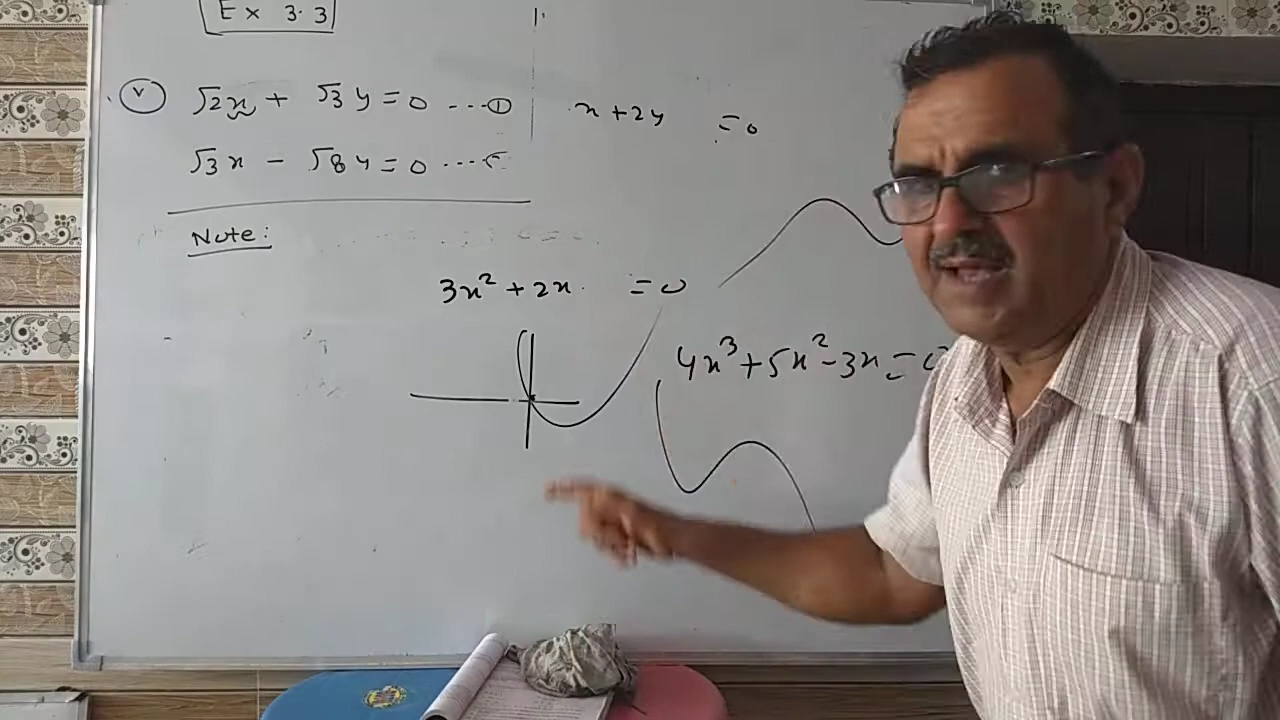 Ex 3.3
1.
(v) √2x + √3y = 0 ---- ①
√3x - √8y = 0 ----
x + 2y = 0
Note:
3x² + 2x = 0
4x³ + 5x² - 3x = 0